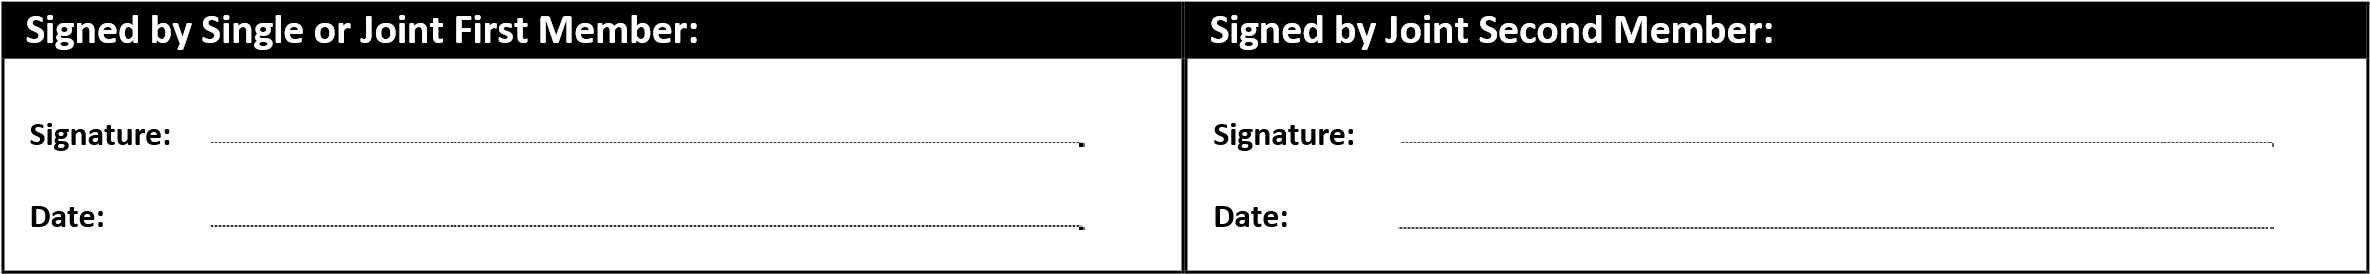 Signed by Single or Joint First Member:
Signature:
Date:
Signed by Joint Second Member:
Signature:
Date: